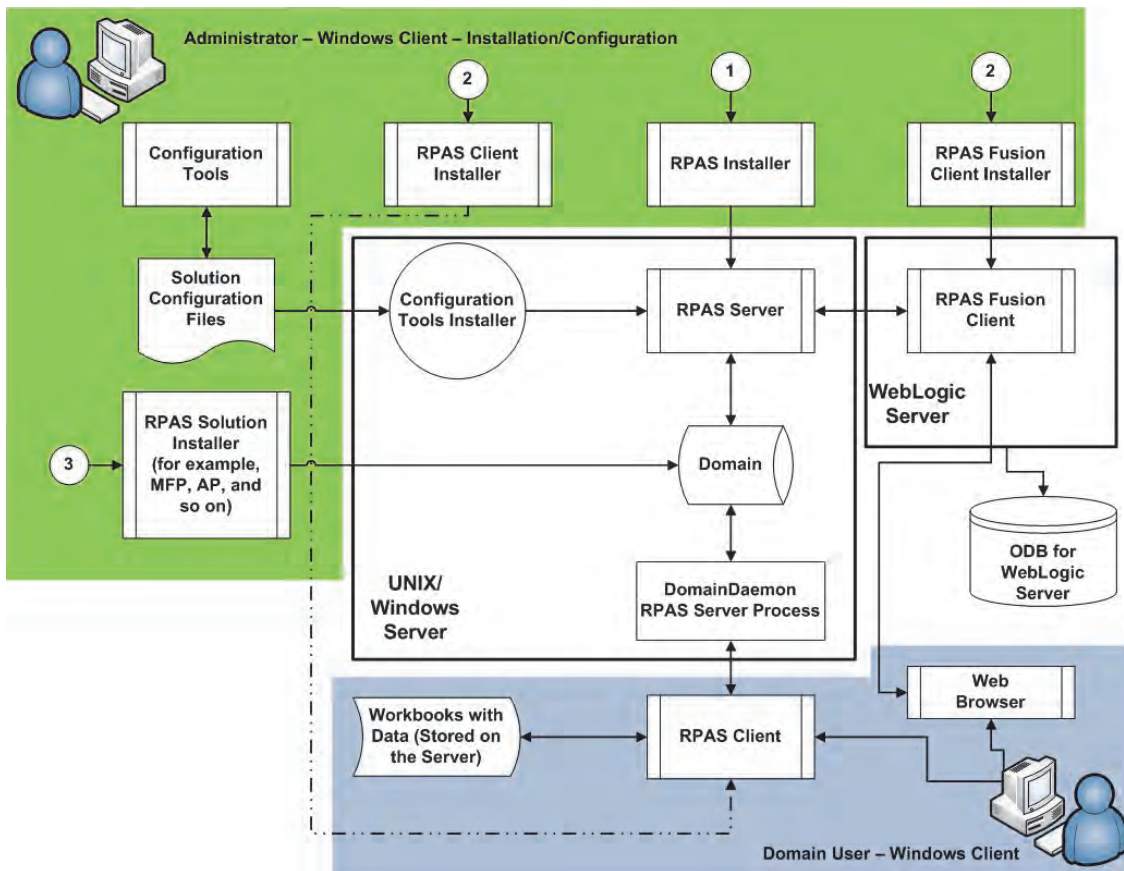 Administrator – Windows Client – Installation/Configuration
2
1
2
Configuration
Tools
RPAS Client
Installer
RPAS Installer
RPAS Fusion
Client Installer
Solution
Configuration
Files
Configuration
Tools Installer
RPAS Server
RPAS Fusion
Client
WebLogic
Server
3
RPAS Solution
Installer
(for example,
MFP, AP, and
so on)
Domain
ODB for
WebLogic
Server
UNIX/
Windows
Server
DomainDaemon
RPAS Server Process
Web
Browser
Workbooks with
Data (Stored on
the Server)
RPAS Client
Domain User – Windows Client